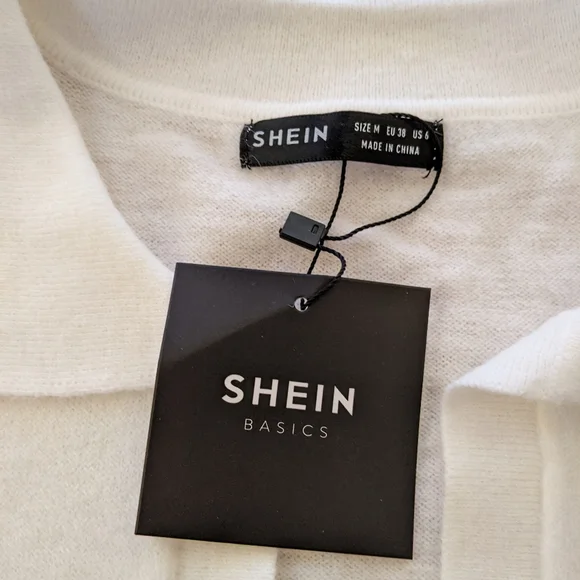 SHEIN
SIZE M EU 38 US 6
MADE IN CHINA
SHEIN
BASICS